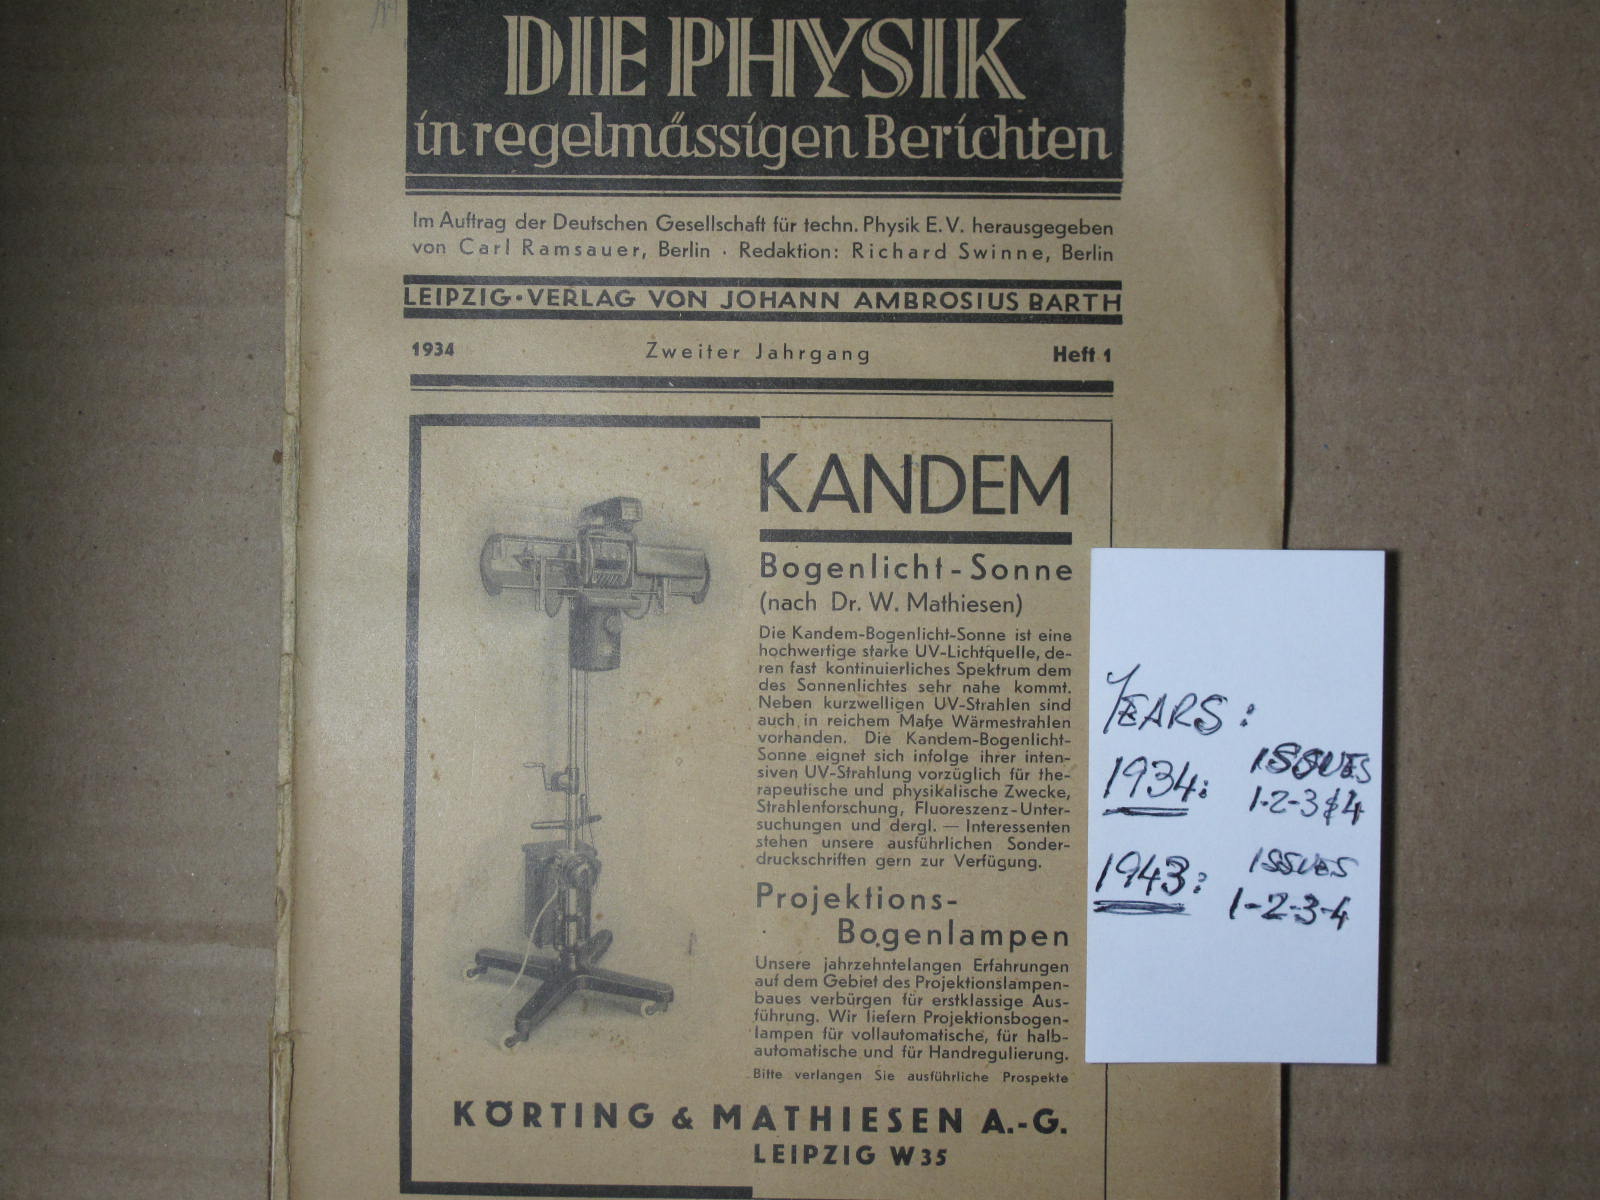 DIE PHYSIK
in regelmässigen Berichten
Im Auftrag der Deutschen Gesellschaft für techn. Physik E.V. herausgegeben
von Carl Ramsauer, Berlin · Redaktion: Richard Swinne, Berlin
LEIPZIG · VERLAG VON JOHANN AMBROSIUS BARTH
1934 Zweiter Jahrgang Heft 1
KANDEM
Bogenlicht-Sonne
(nach Dr. W. Mathiesen)
Die Kandem-Bogenlicht-Sonne ist eine
hochwertige starke UV-Lichtquelle, de-
ren fast kontinuierliches Spektrum dem
des Sonnenlichtes sehr nahe kommt.
Neben kurzwelligen UV-Strahlen sind
auch in reichem Maße Wärmestrahlen
vorhanden. Die Kandem-Bogenlicht-
Sonne eignet sich infolge ihrer inten-
siven UV-Strahlung vorzüglich für the-
rapeutische und physikalische Zwecke,
Strahlenforschung, Fluoreszenz-Unter-
suchungen und dergl. — Interessenten
stehen unsere ausführlichen Sonder-
druckschriften gern zur Verfügung.
Projektions-
Bogenlampen
Unsere jahrzehntelangen Erfahrungen
auf dem Gebiet des Projektionslampen-
baues verbürgen für erstklassige Aus-
führung. Wir liefern Projektionsbogen-
lampen für vollautomatische, für halb-
automatische und für Handregulierung.
Bitte verlangen Sie ausführliche Prospekte
KÖRTING & MATHIESEN A.-G.
LEIPZIG W 35
YEARS:
1934: ISSUES
1-2-3 & 4
1943: ISSUES
1-2-3-4